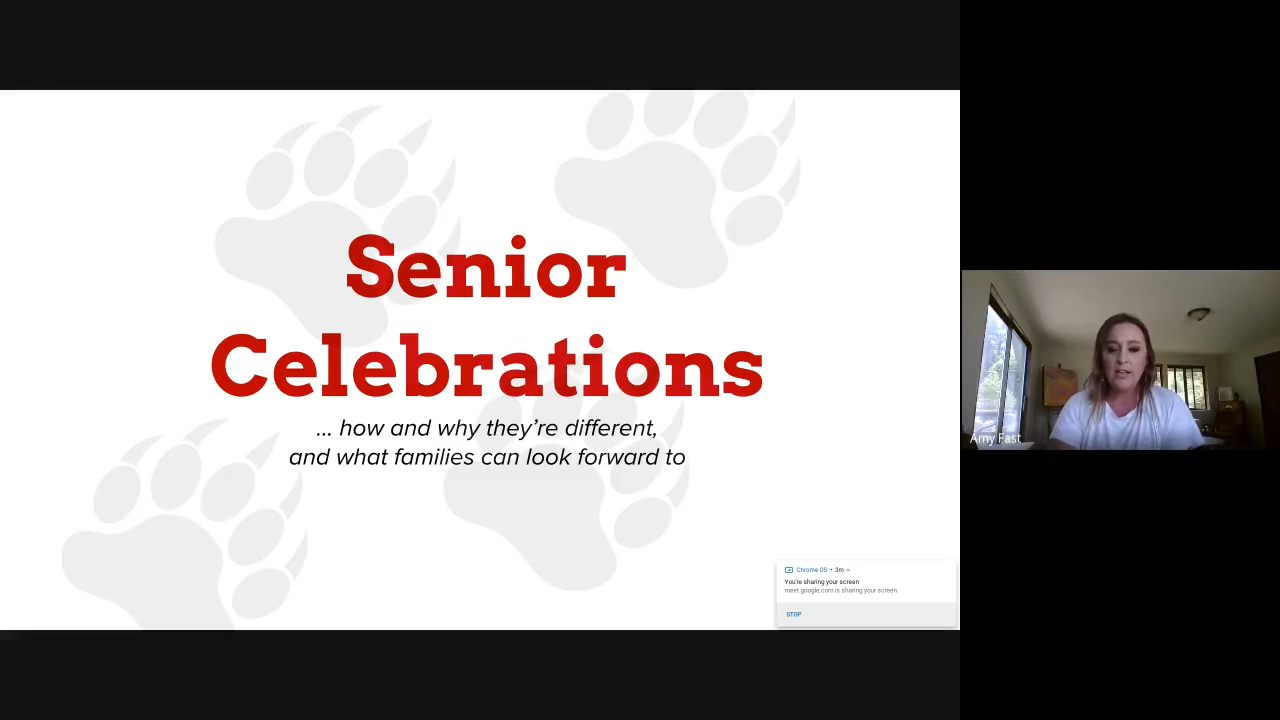 Senior
Celebrations
... how and why they're different,
and what families can look forward to
Amy Fast
Chrome OS • 3m
You're sharing your screen
meet.google.com is sharing your screen.
STOP